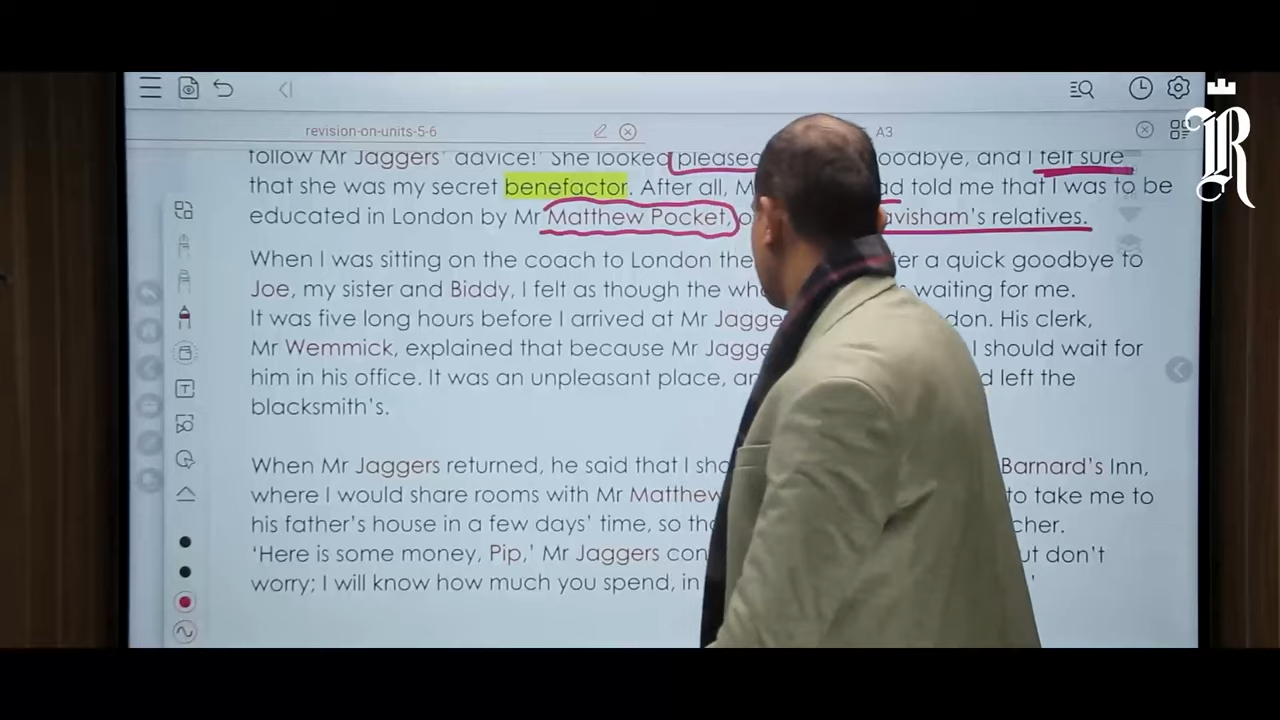 revision-on-units-5-6
A3
follow Mr Jaggers' advice!' She looked pleased oodbye, and I felt sure
that she was my secret benefactor. After all, M ad told me that I was to be
educated in London by Mr Matthew Pocket, o avisham's relatives.
When I was sitting on the coach to London the ter a quick goodbye to
Joe, my sister and Biddy, I felt as though the who s waiting for me.
It was five long hours before I arrived at Mr Jagge don. His clerk,
Mr Wemmick, explained that because Mr Jagge I should wait for
him in his office. It was an unpleasant place, an d left the
blacksmith's.
When Mr Jaggers returned, he said that I sho Barnard's Inn,
where I would share rooms with Mr Matthew to take me to
his father's house in a few days' time, so tha cher.
'Here is some money, Pip,' Mr Jaggers con ut don't
worry; I will know how much you spend, in '
R